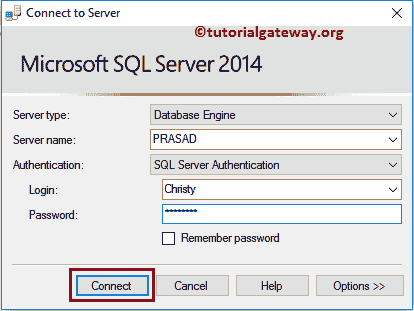 Connect to Server
©tutorialgateway.org
Microsoft SQL Server 2014
Server type: Database Engine
Server name: PRASAD
Authentication: SQL Server Authentication
Login: Christy
Password: ********
Remember password
Connect Cancel Help Options >>